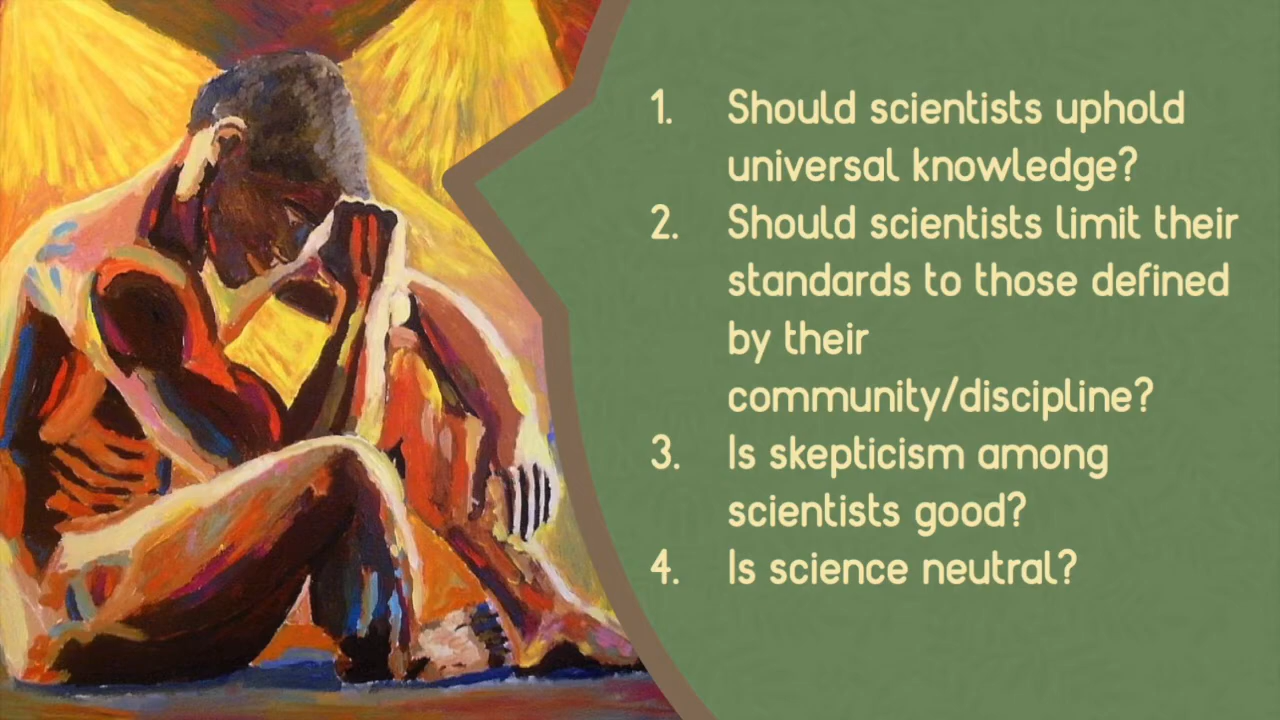 1. Should scientists uphold
universal knowledge?
2. Should scientists limit their
standards to those defined
by their
community/discipline?
3. Is skepticism among
scientists good?
4. Is science neutral?